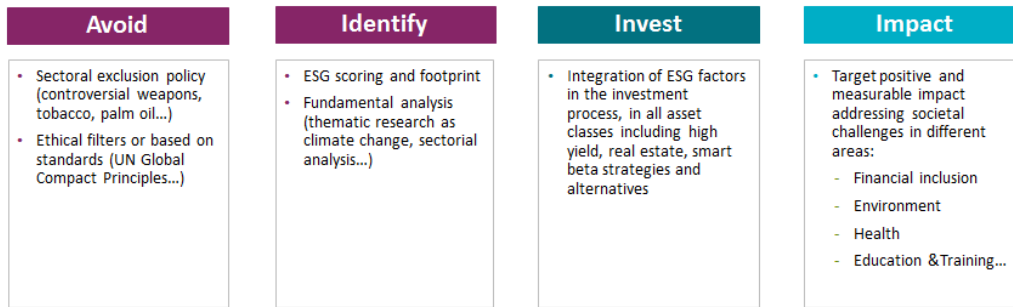 Avoid
• Sectoral exclusion policy
(controversial weapons,
tobacco, palm oil...)
• Ethical filters or based on
standards (UN Global
Compact Principles...)
Identify
• ESG scoring and footprint
• Fundamental analysis
(thematic research as
climate change, sectorial
analysis...)
Invest
• Integration of ESG factors
in the investment
process, in all asset
classes including high
yield, real estate, smart
beta strategies and
alternatives
Impact
• Target positive and
measurable impact
addressing societal
challenges in different
areas:
- Financial inclusion
- Environment
- Health
- Education &Training...